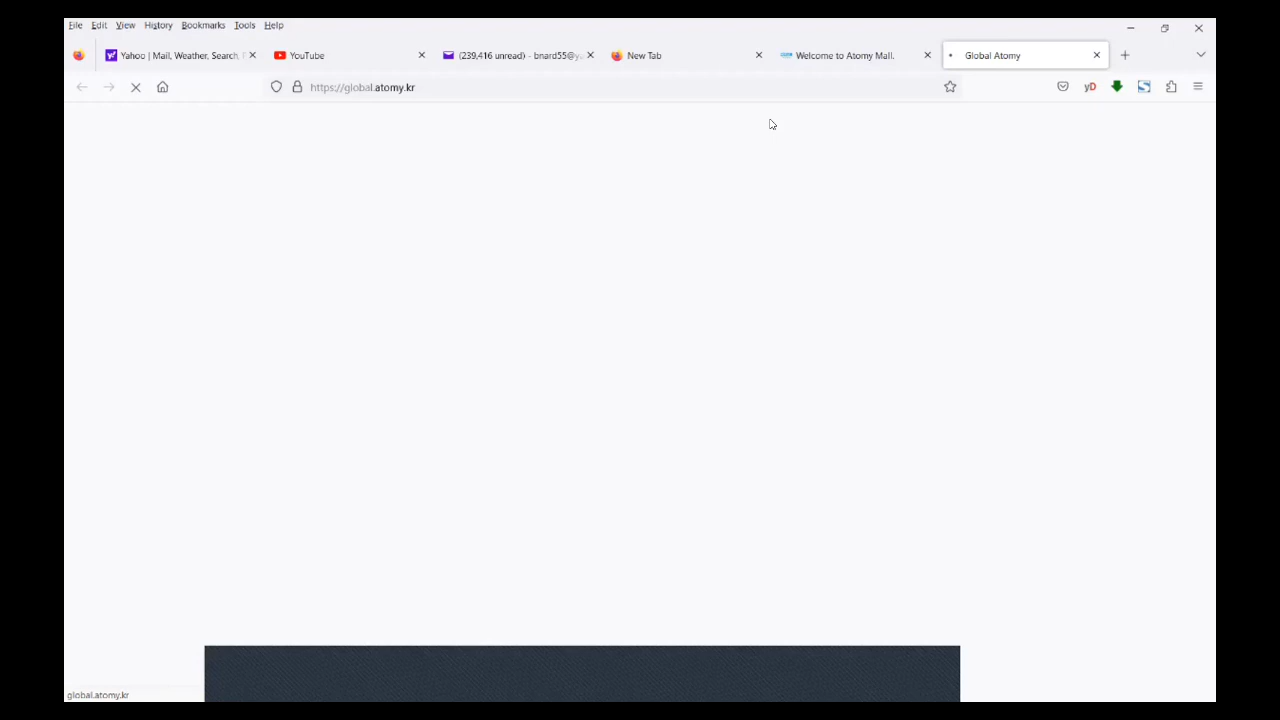 File Edit View History Bookmarks Tools Help
Yahoo | Mail, Weather, Search, YouTube (239,416 unread) - bnard55@y New Tab Welcome to Atomy Mall. Global Atomy
https://global.atomy.kr yD
global.atomy.kr